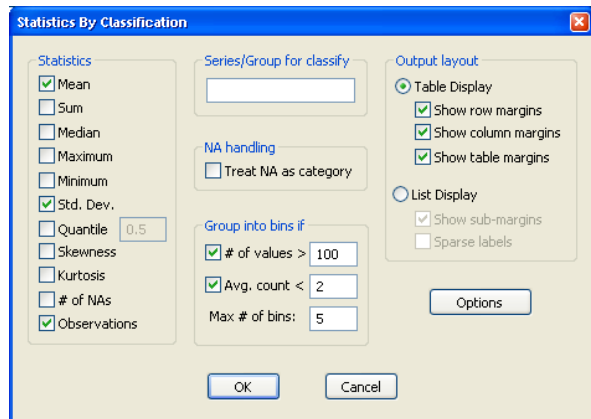 Statistics By Classification
Statistics
Mean
Sum
Median
Maximum
Minimum
Std. Dev.
Quantile 0.5
Skewness
Kurtosis
# of NAs
Observations
Series/Group for classify
NA handling
Treat NA as category
Group into bins if
# of values > 100
Avg. count < 2
Max # of bins: 5
Output layout
Table Display
Show row margins
Show column margins
Show table margins
List Display
Show sub-margins
Sparse labels
Options
OK
Cancel